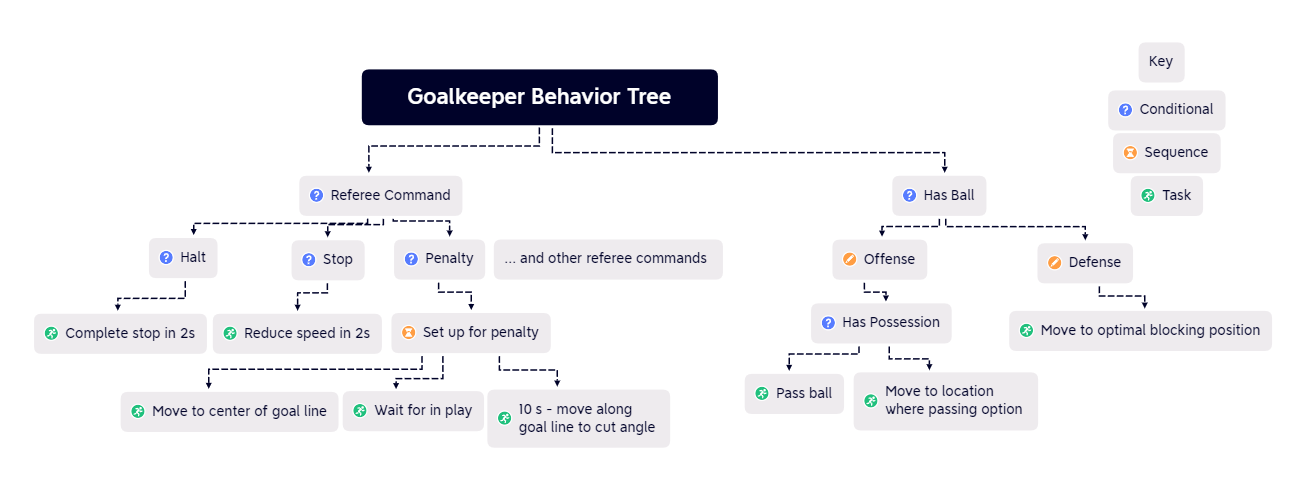 Key
Goalkeeper Behavior Tree
Conditional
Sequence
Task
Referee Command
Has Ball
Halt
Stop
Penalty
... and other referee commands
Offense
Defense
Complete stop in 2s
Reduce speed in 2s
Set up for penalty
Has Possession
Move to optimal blocking position
Move to center of goal line
Wait for in play
10 s - move along
goal line to cut angle
Pass ball
Move to location
where passing option